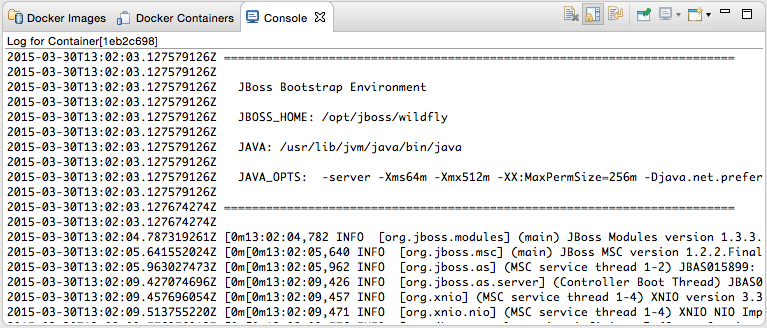 Docker Images Docker Containers Console
Log for Container[1eb2c698]
2015-03-30T13:02:03.127579126Z =========================================================================
2015-03-30T13:02:03.127579126Z
2015-03-30T13:02:03.127579126Z JBoss Bootstrap Environment
2015-03-30T13:02:03.127579126Z
2015-03-30T13:02:03.127579126Z JBOSS_HOME: /opt/jboss/wildfly
2015-03-30T13:02:03.127579126Z
2015-03-30T13:02:03.127579126Z JAVA: /usr/lib/jvm/java/bin/java
2015-03-30T13:02:03.127579126Z
2015-03-30T13:02:03.127579126Z JAVA_OPTS: -server -Xms64m -Xmx512m -XX:MaxPermSize=256m -Djava.net.prefer
2015-03-30T13:02:03.127674274Z
2015-03-30T13:02:03.127674274Z =========================================================================
2015-03-30T13:02:03.127674274Z
2015-03-30T13:02:04.787319261Z [0m13:02:04,782 INFO [org.jboss.modules] (main) JBoss Modules version 1.3.3.
2015-03-30T13:02:05.641552024Z [0m[0m13:02:05,640 INFO [org.jboss.msc] (main) JBoss MSC version 1.2.2.Final
2015-03-30T13:02:05.963027473Z [0m[0m13:02:05,962 INFO [org.jboss.as] (MSC service thread 1-2) JBAS015899:
2015-03-30T13:02:09.427074696Z [0m[0m13:02:09,426 INFO [org.jboss.as.server] (Controller Boot Thread) JBAS0
2015-03-30T13:02:09.457696054Z [0m[0m13:02:09,457 INFO [org.xnio] (MSC service thread 1-4) XNIO version 3.3
2015-03-30T13:02:09.513755220Z [0m[0m13:02:09,471 INFO [org.xnio.nio] (MSC service thread 1-4) XNIO NIO Imp